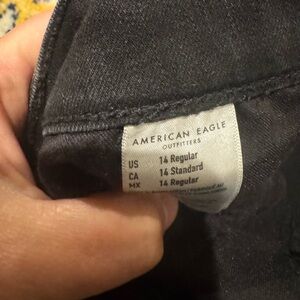 AMERICAN EAGLE
OUTFITTERS
US 14 Regular
CA 14 Standard
MX 14 Regular